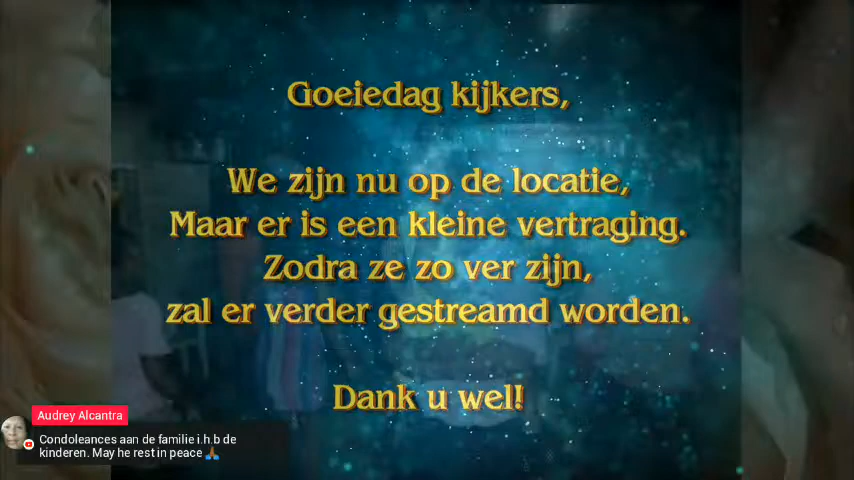 Goeiedag kijkers,
We zijn nu op de locatie,
Maar er is een kleine vertraging.
Zodra ze zo ver zijn,
zal er verder gestreamd worden.
Dank u wel!
Audrey Alcantra
Condoleances aan de familie i.h.b de
kinderen. May he rest in peace 🙏🏾